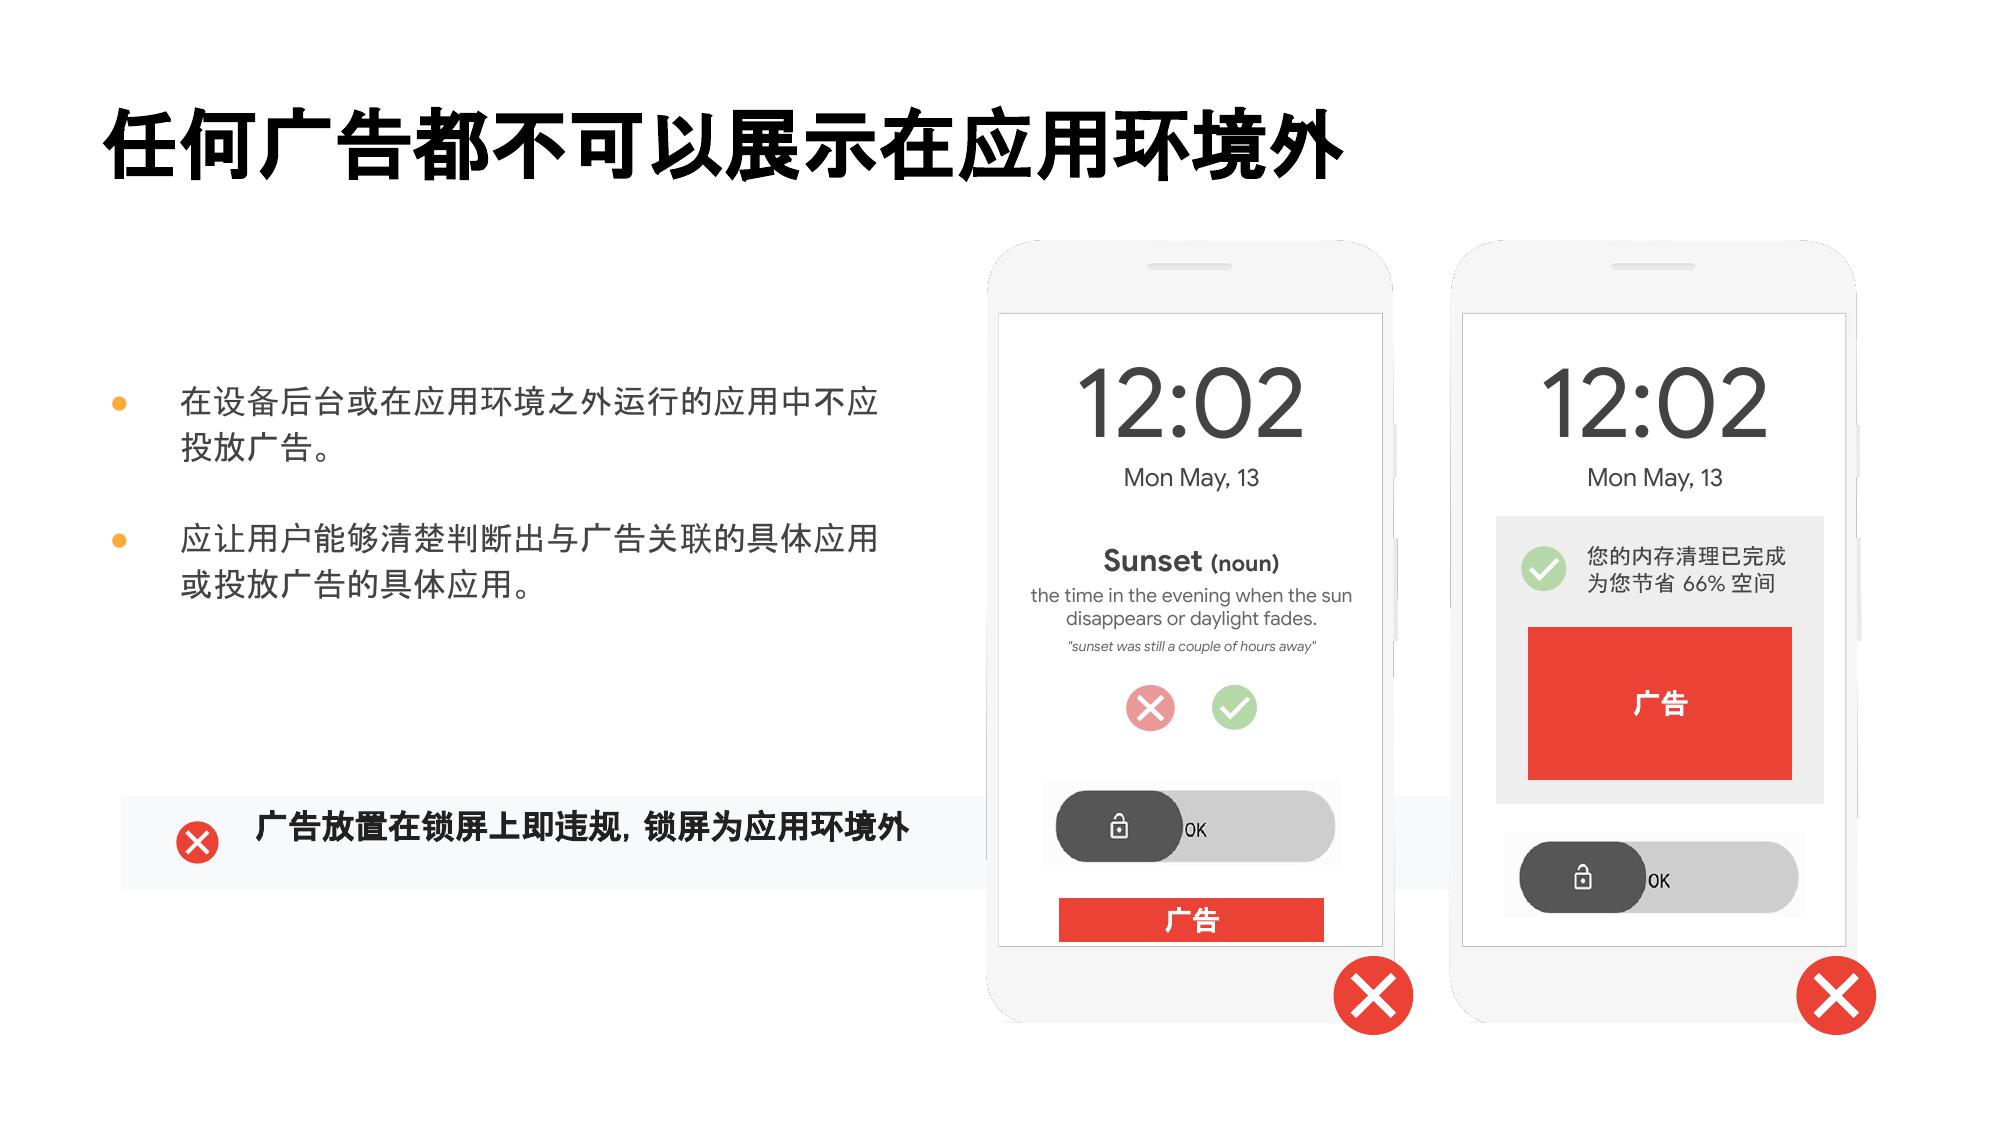 任何广告都不可以展示在应用环境外
在设备后台或在应用环境之外运行的应用中不应
投放广告。
应让用户能够清楚判断出与广告关联的具体应用
或投放广告的具体应用。
广告放置在锁屏上即违规, 锁屏为应用环境外
12:02
Mon May, 13
Sunset (noun)
the time in the evening when the sun
disappears or daylight fades.
"sunset was still a couple of hours away"
OK
广告
12:02
Mon May, 13
您的内存清理已完成
为您节省 66% 空间
广告
OK